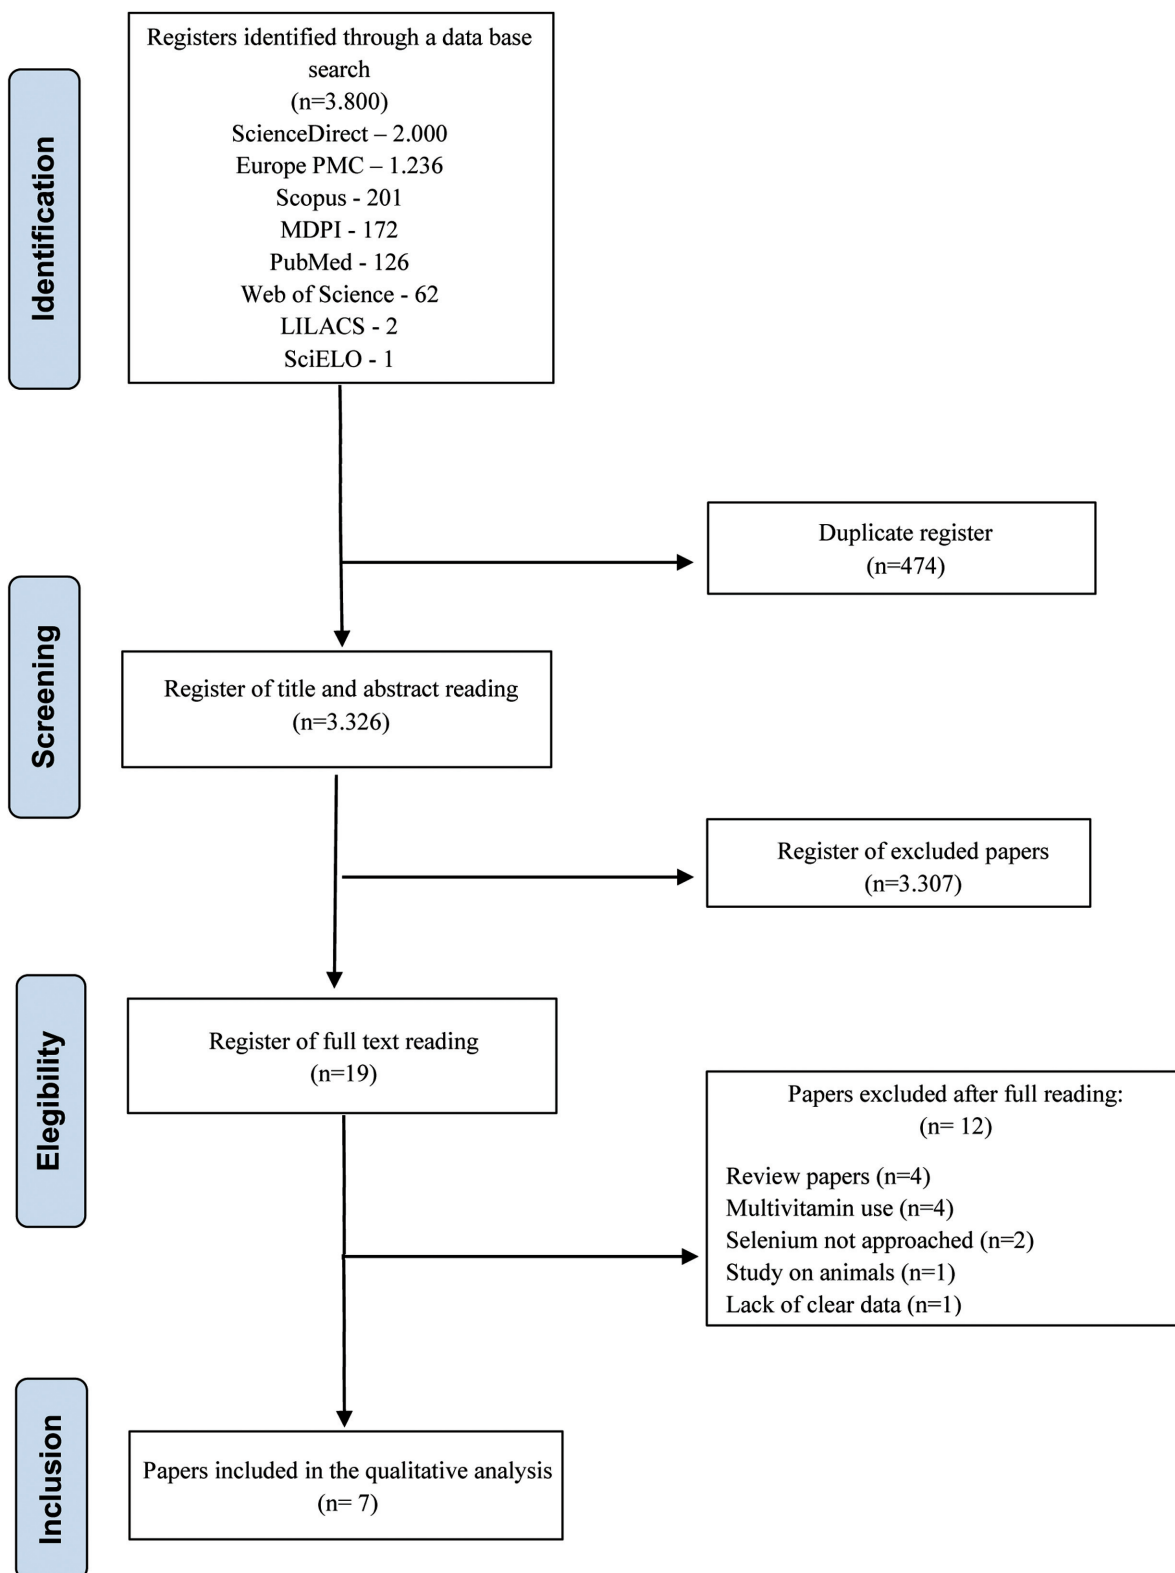 Identification
Registers identified through a data base
search
(n=3.800)
ScienceDirect – 2.000
Europe PMC – 1.236
Scopus - 201
MDPI - 172
PubMed - 126
Web of Science - 62
LILACS - 2
SciELO - 1
Duplicate register
(n=474)
Screening
Register of title and abstract reading
(n=3.326)
Register of excluded papers
(n=3.307)
Elegibility
Register of full text reading
(n=19)
Papers excluded after full reading:
(n= 12)
Review papers (n=4)
Multivitamin use (n=4)
Selenium not approached (n=2)
Study on animals (n=1)
Lack of clear data (n=1)
Inclusion
Papers included in the qualitative analysis
(n= 7)